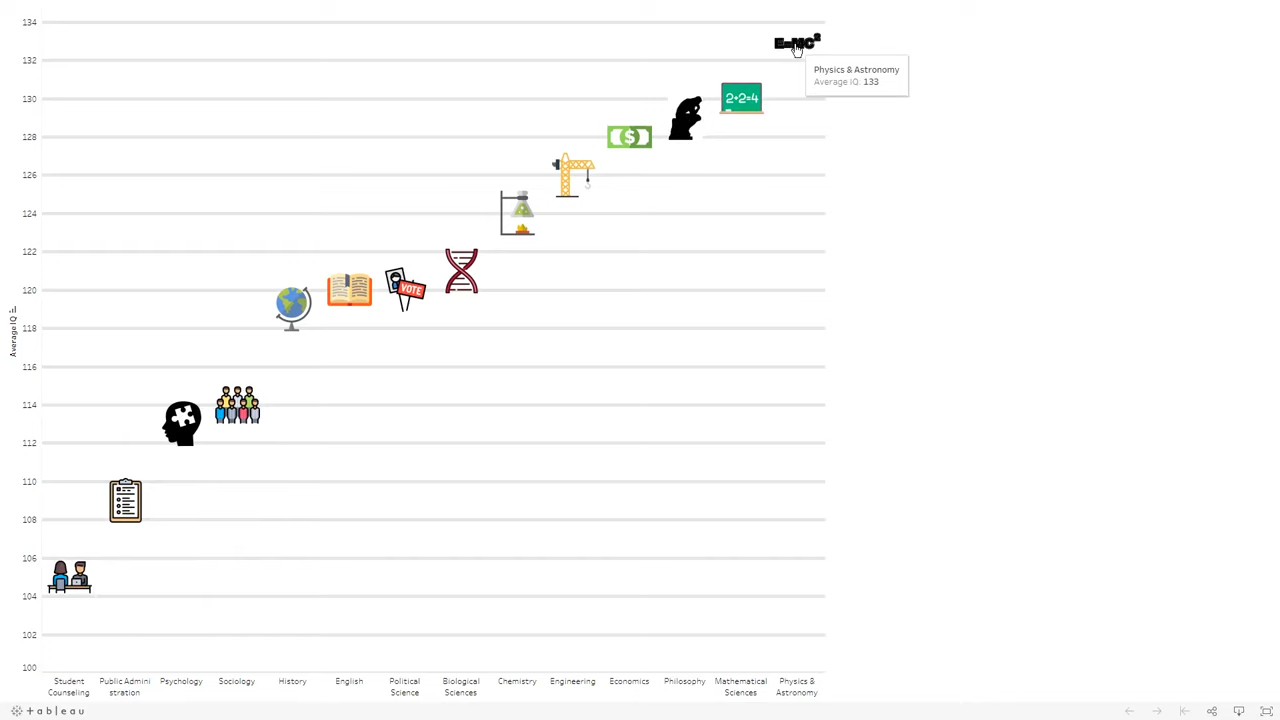 134
132
130
128
126
124
122
120
118
116
114
112
110
108
106
104
102
100
Average IQ
E=MC²
Physics & Astronomy
Average IQ: 133
2+2=4
$
VOTE
Student
Counseling
Public Admini
stration
Psychology
Sociology
History
English
Political
Science
Biological
Sciences
Chemistry
Engineering
Economics
Philosophy
Mathematical
Sciences
Physics &
Astronomy
+ a b l e a u